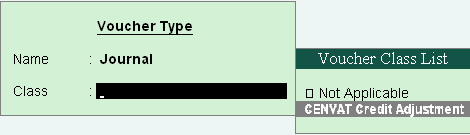 Voucher Type
Name : Journal
Class :
Voucher Class List
Not Applicable
CENVAT Credit Adjustment